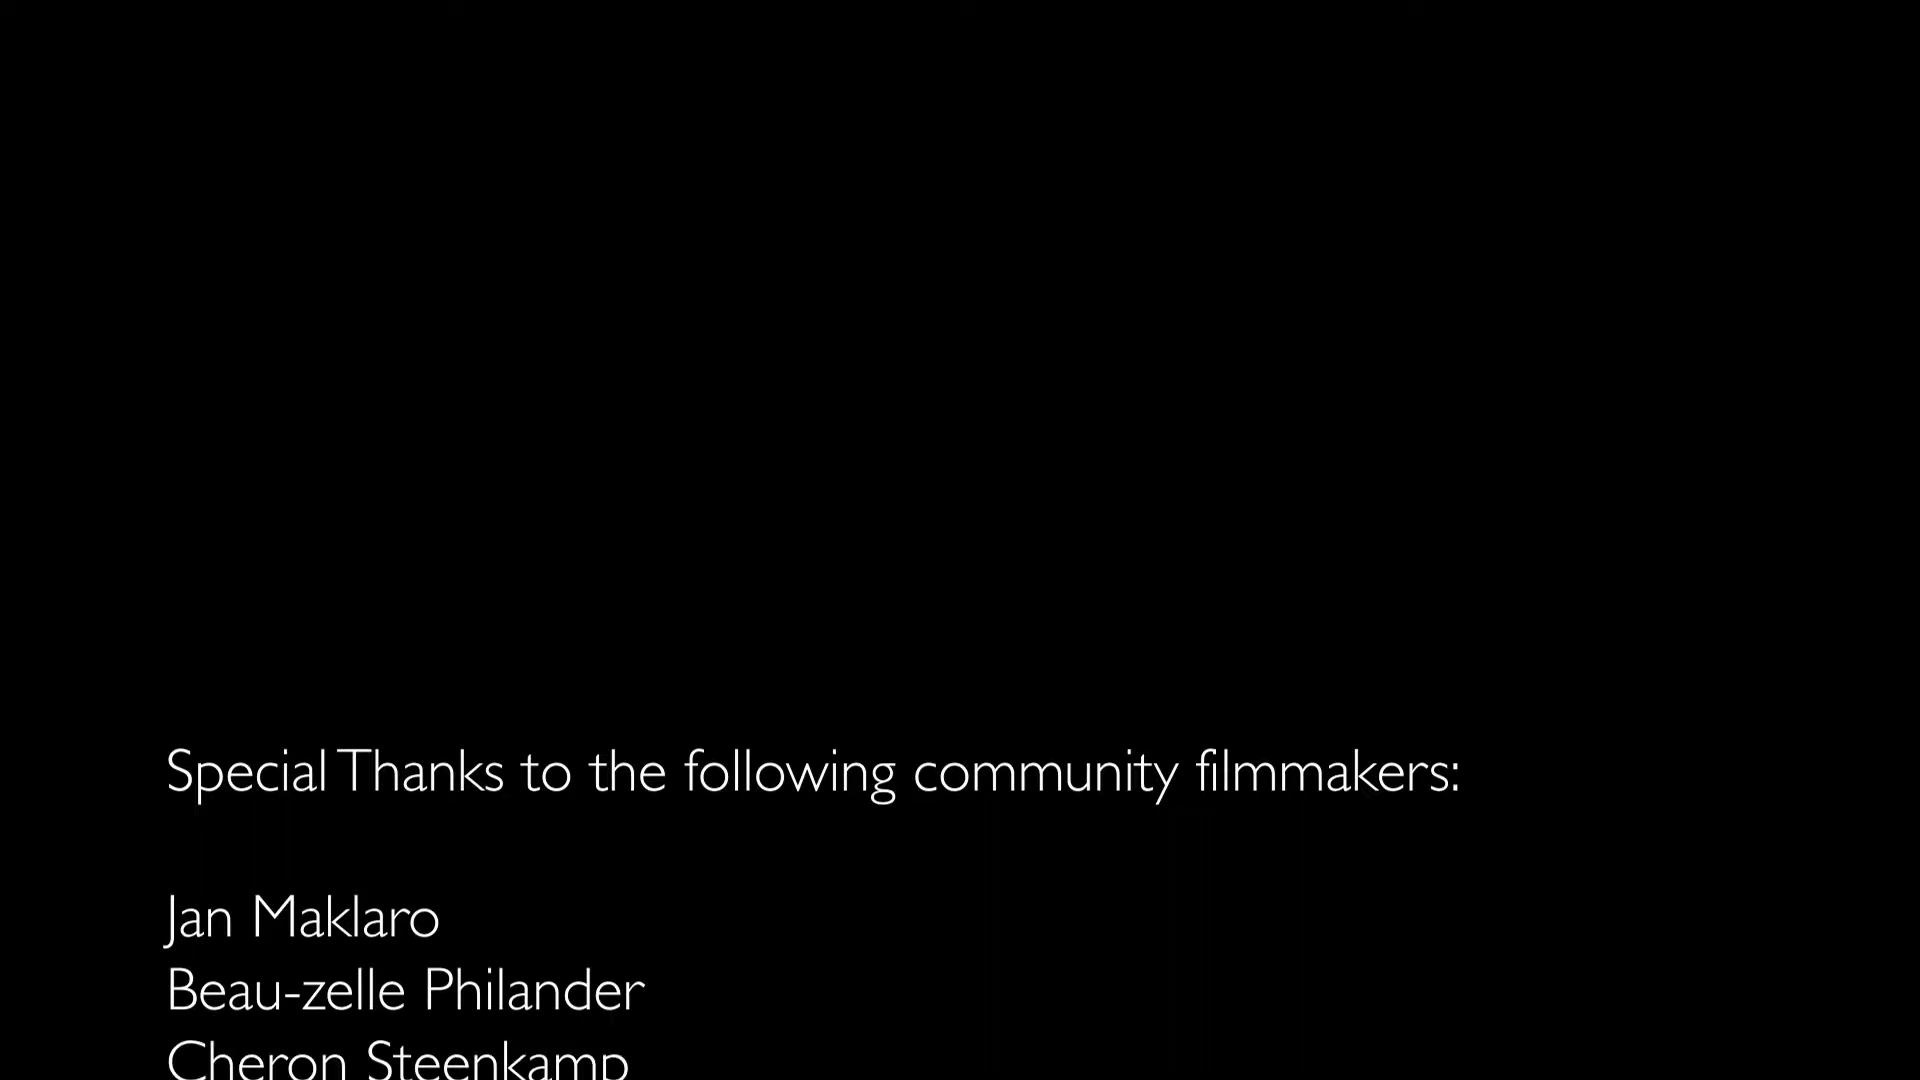 Special Thanks to the following community filmmakers:
Jan Maklaro
Beau-zelle Philander
Cheron Steenkamp